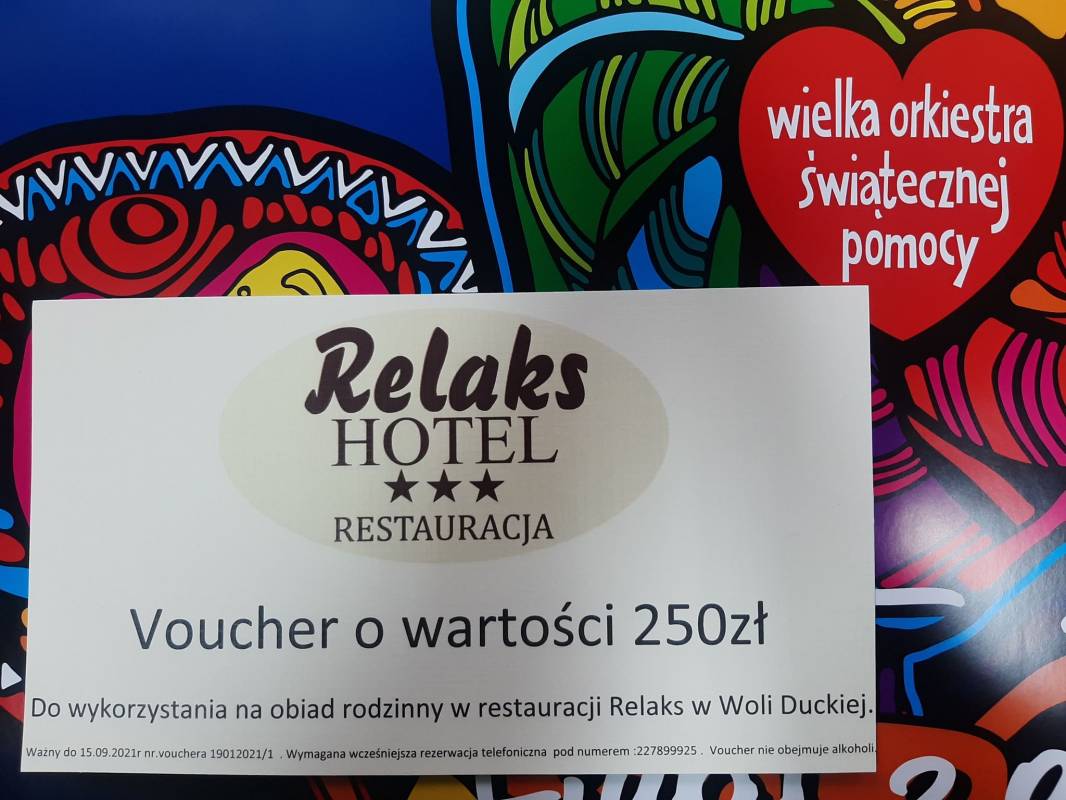 wielka orkiestra
świątecznej
pomocy
Relaks
HOTEL
★★★
RESTAURACJA
Voucher o wartości 250zł
Do wykorzystania na obiad rodzinny w restauracji Relaks w Woli Duckiej.
Ważny do 15.09.2021r nr.vouchera 19012021/1 . Wymagana wcześniejsza rezerwacja telefoniczna pod numerem :227899925 . Voucher nie obejmuje alkoholi.